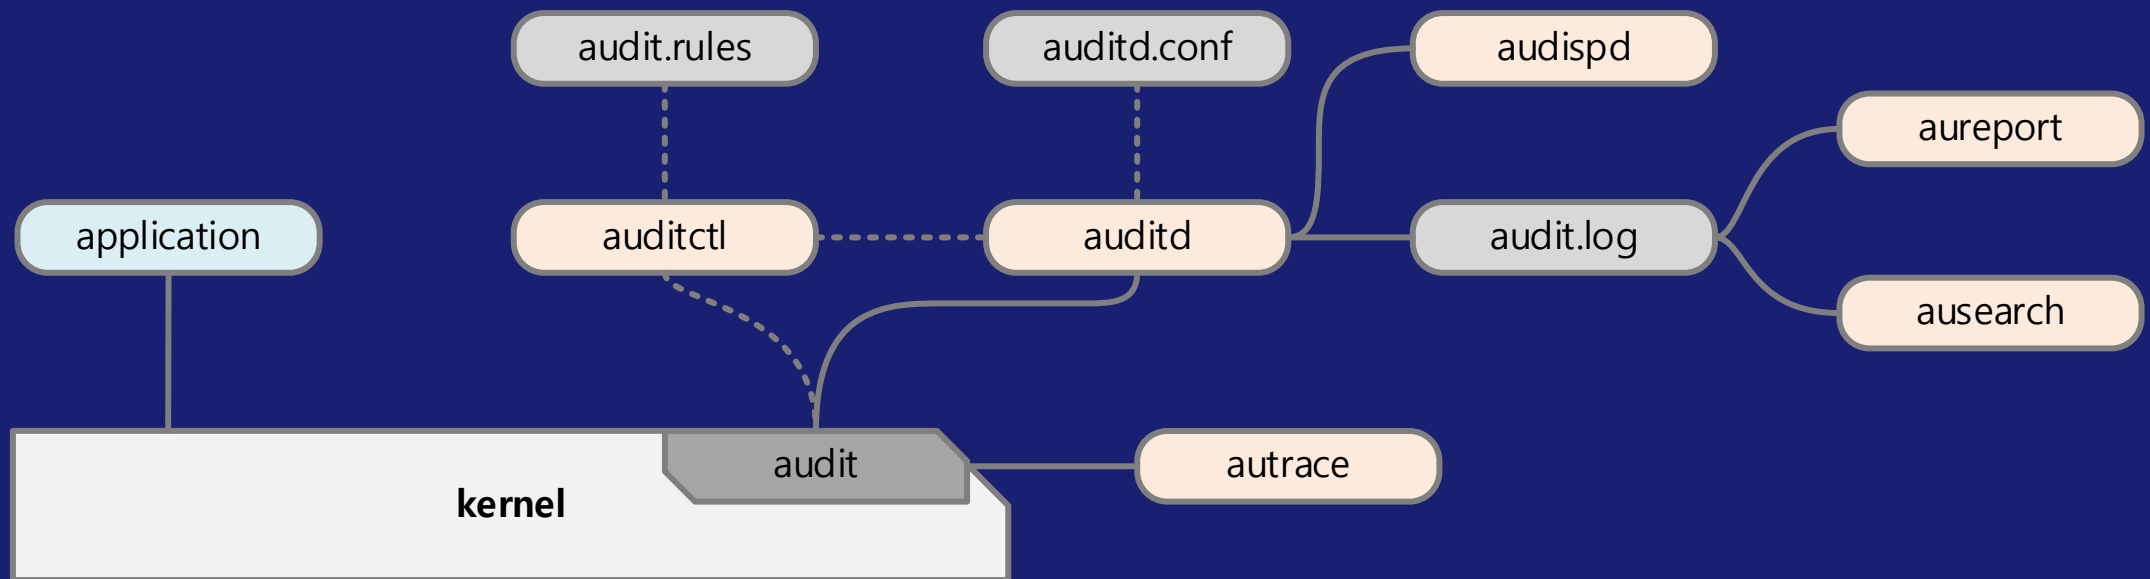 audit.rules
auditd.conf
audispd
aureport
application
auditctl
auditd
audit.log
ausearch
audit
autrace
kernel